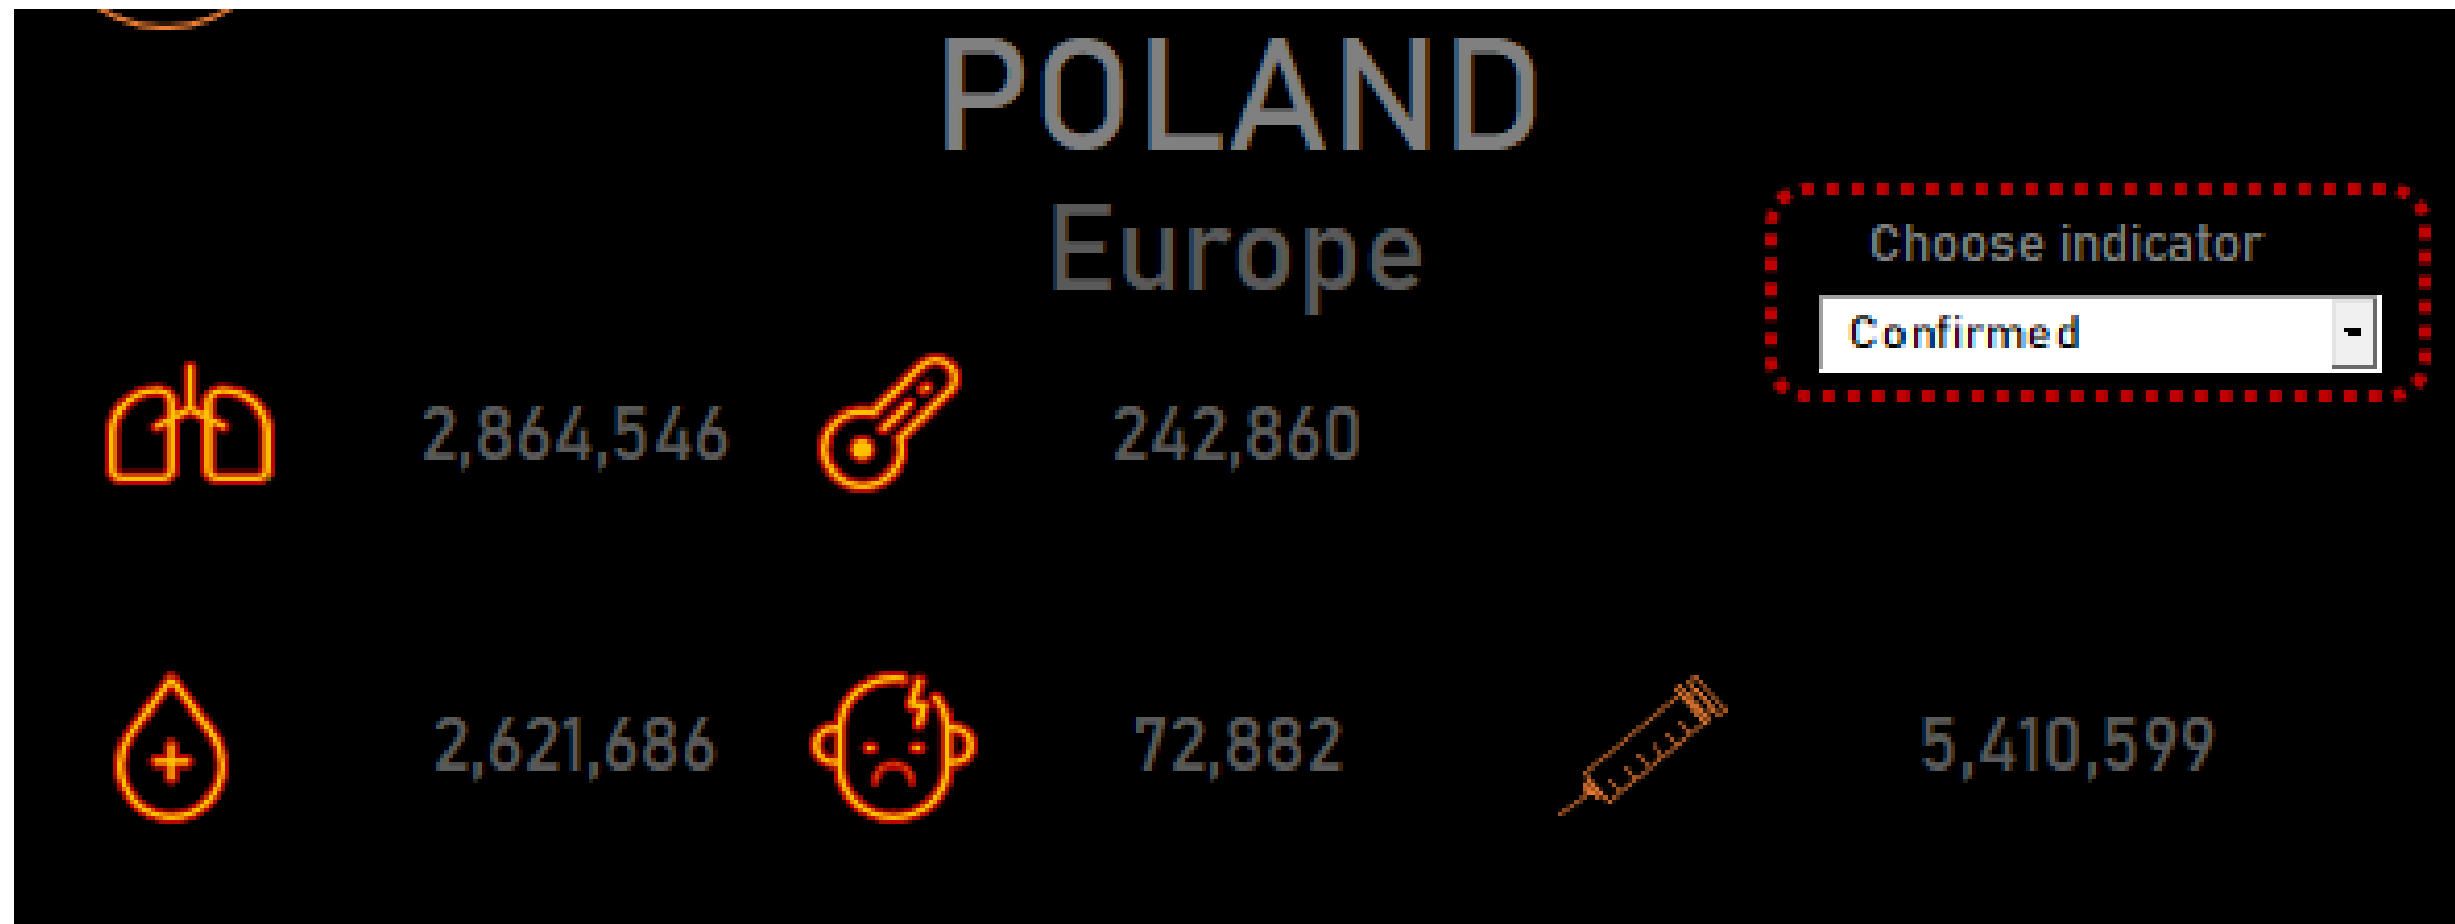 POLAND
Europe
Choose indicator
Confirmed
2,864,546
242,860
2,621,686
72,882
5,410,599